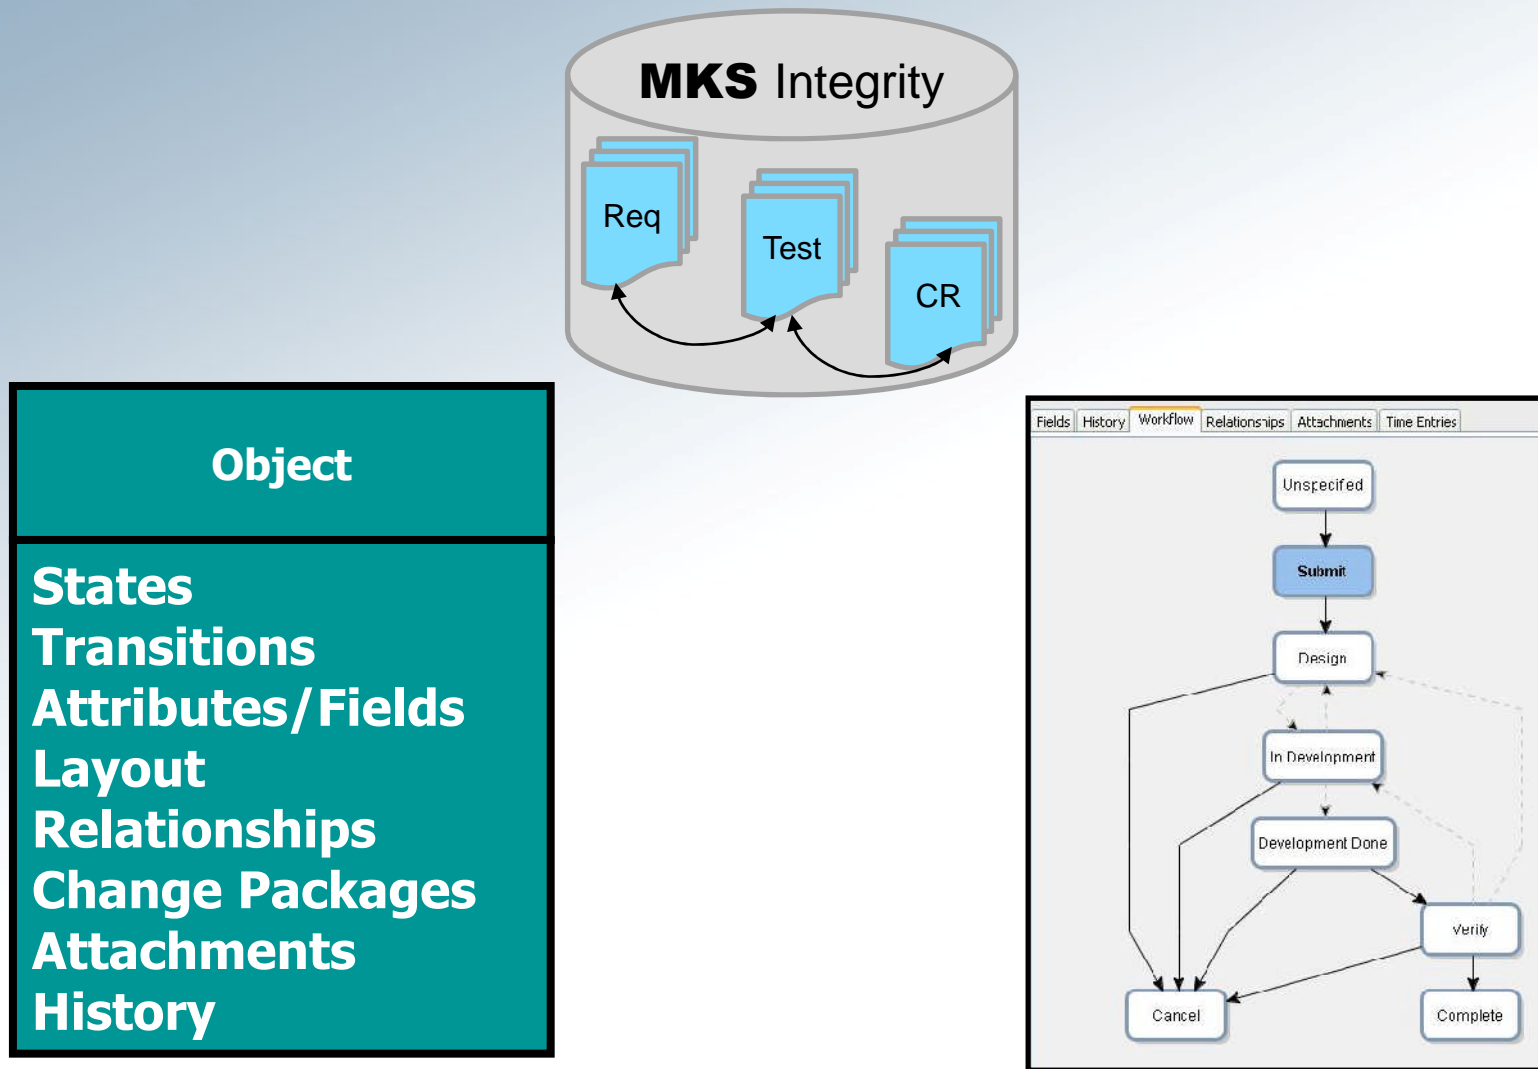 MKS Integrity
Req
Test
CR
Object
States
Transitions
Attributes/Fields
Layout
Relationships
Change Packages
Attachments
History
Fields History Workflow Relationships Attachments Time Entries
Unspecifed
Submit
Design
In Development
Development Done
Verify
Cancel
Complete